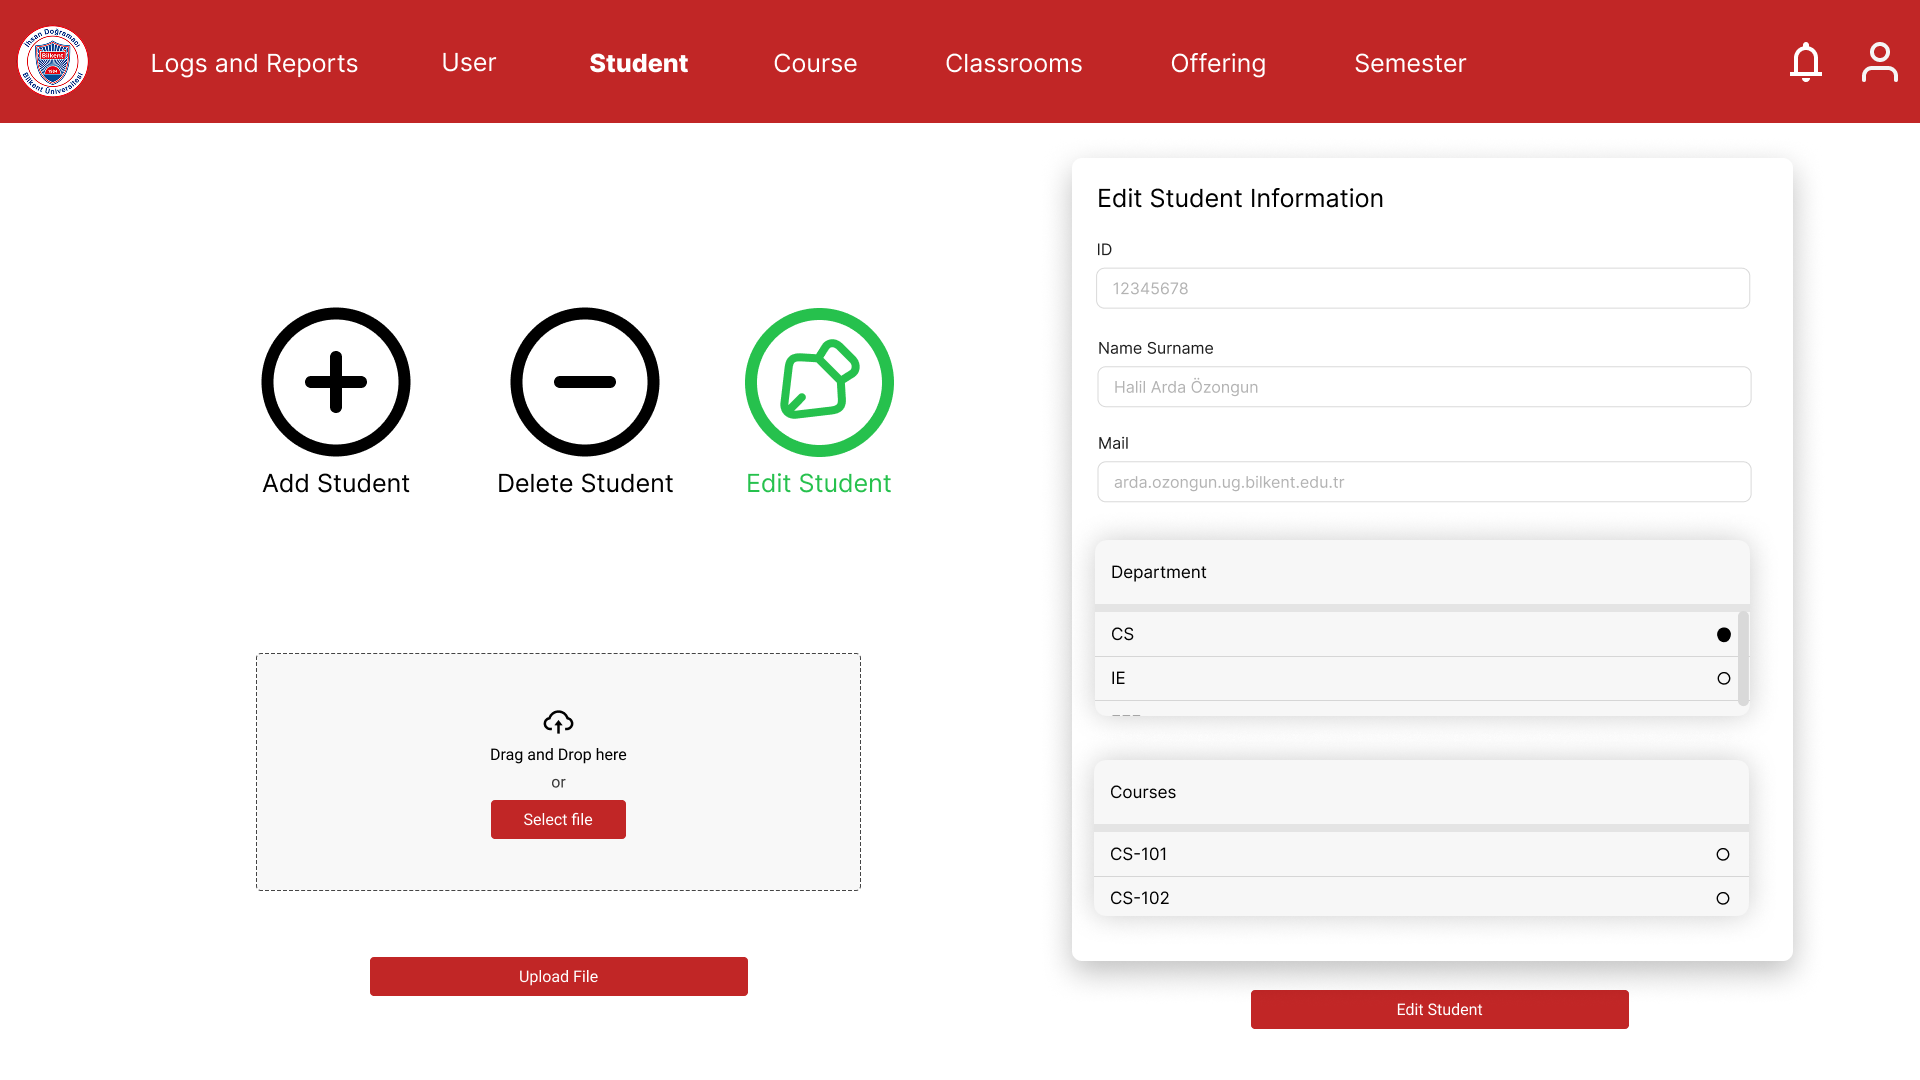 İhsan Doğramacı
Bilkent
1984
Bilkent Üniversitesi
Logs and Reports
User
Student
Course
Classrooms
Offering
Semester
Add Student
Delete Student
Edit Student
Drag and Drop here
or
Select file
Upload File
Edit Student Information
ID
12345678
Name Surname
Halil Arda Özongun
Mail
arda.ozongun.ug.bilkent.edu.tr
Department
CS
IE
Courses
CS-101
CS-102
Edit Student